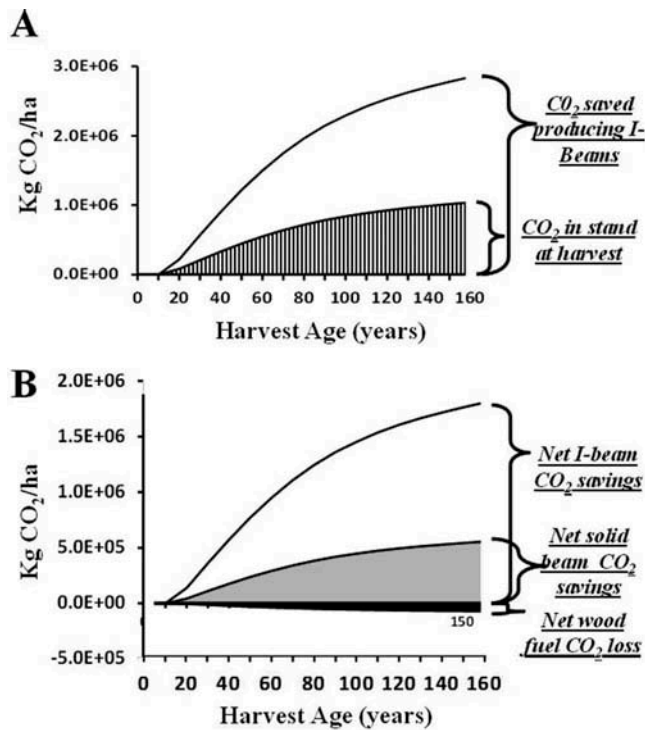 A
3.0E+06
2.0E+06
1.0E+06
0.0E+00
Kg CO2/ha
0 20 40 60 80 100 120 140 160
Harvest Age (years)
C02 saved
producing I-
Beams
CO2 in stand
at harvest
B
2.0E+06
1.5E+06
1.0E+06
5.0E+05
0.0E+00
-5.0E+05
Kg CO2/ha
150
0 20 40 60 80 100 120 140 160
Harvest Age (years)
Net I-beam
CO2 savings
Net solid
beam CO2
savings
Net wood
.fuel CO2 loss